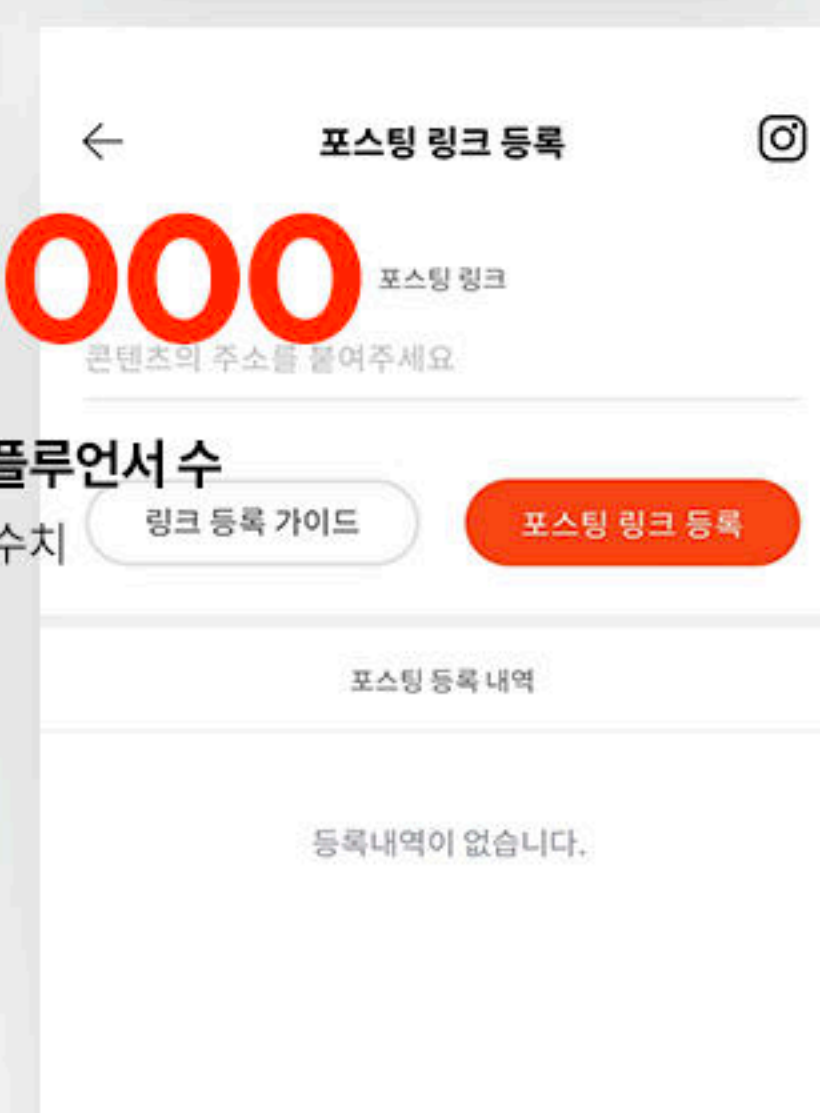 포스팅 링크 등록
000
포스팅 링크
콘텐츠의 주소를 붙여주세요
플루언서 수
수치
링크 등록 가이드
포스팅 링크 등록
포스팅 등록 내역
등록내역이 없습니다.